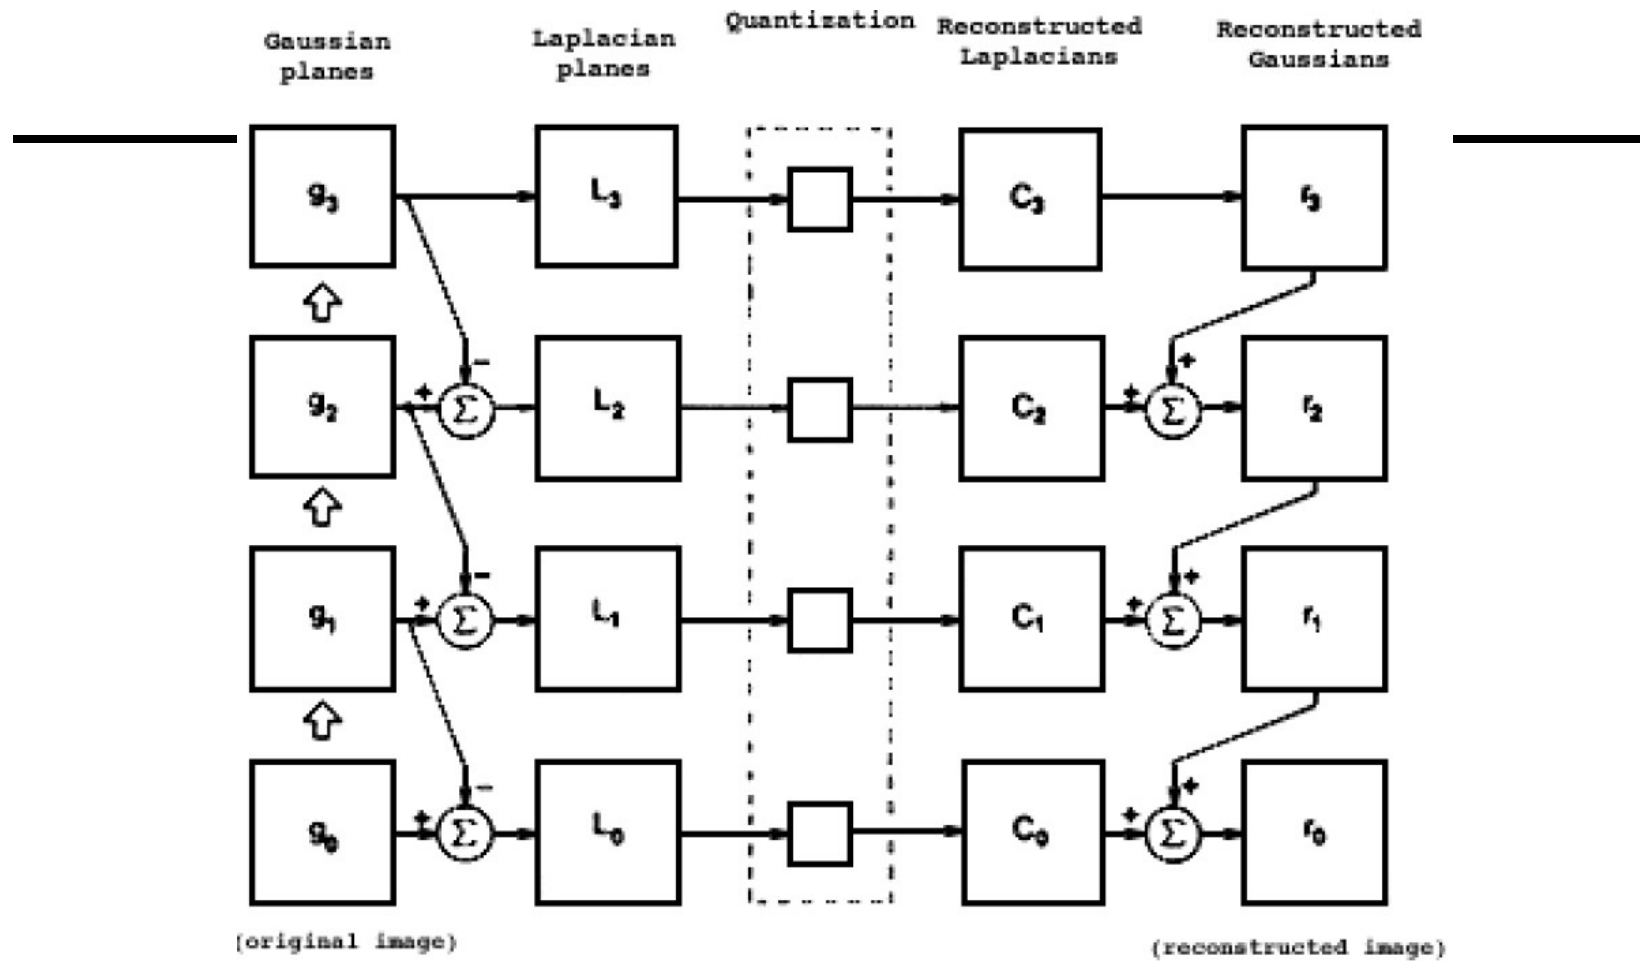 Gaussian
planes
Laplacian
planes
Quantization
Reconstructed
Laplacians
Reconstructed
Gaussians
g3
L3
C3
r3
−
+
+
+
g2
Σ
L2
C2
Σ
r2
−
+
+
+
g1
Σ
L1
C1
Σ
r1
−
+
+
+
g0
Σ
L0
C0
Σ
r0
(original image)
(reconstructed image)